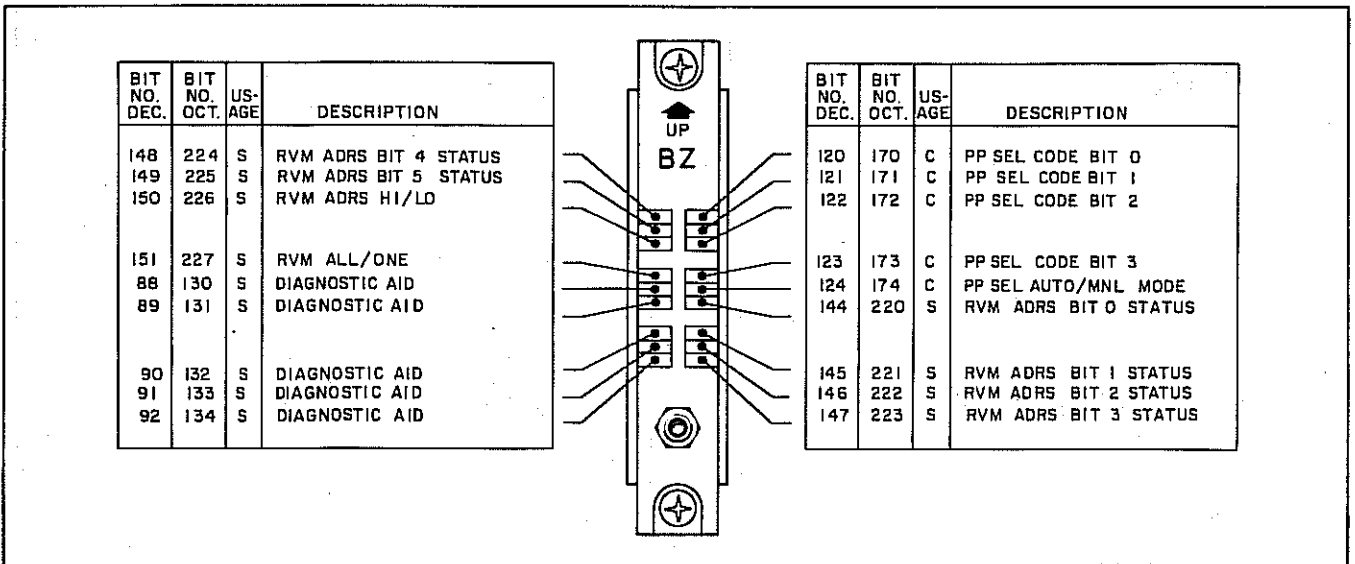 BIT NO. DEC. BIT NO. OCT. US-AGE DESCRIPTION
148 224 S RVM ADRS BIT 4 STATUS
149 225 S RVM ADRS BIT 5 STATUS
150 226 S RVM ADRS HI/LO
151 227 S RVM ALL/ONE
88 130 S DIAGNOSTIC AID
89 131 S DIAGNOSTIC AID
90 132 S DIAGNOSTIC AID
91 133 S DIAGNOSTIC AID
92 134 S DIAGNOSTIC AID
UP
BZ
BIT NO. DEC. BIT NO. OCT. US-AGE DESCRIPTION
120 170 C PP SEL CODE BIT 0
121 171 C PP SEL CODE BIT 1
122 172 C PP SEL CODE BIT 2
123 173 C PP SEL CODE BIT 3
124 174 C PP SEL AUTO/MNL MODE
144 220 S RVM ADRS BIT 0 STATUS
145 221 S RVM ADRS BIT 1 STATUS
146 222 S RVM ADRS BIT 2 STATUS
147 223 S RVM ADRS BIT 3 STATUS